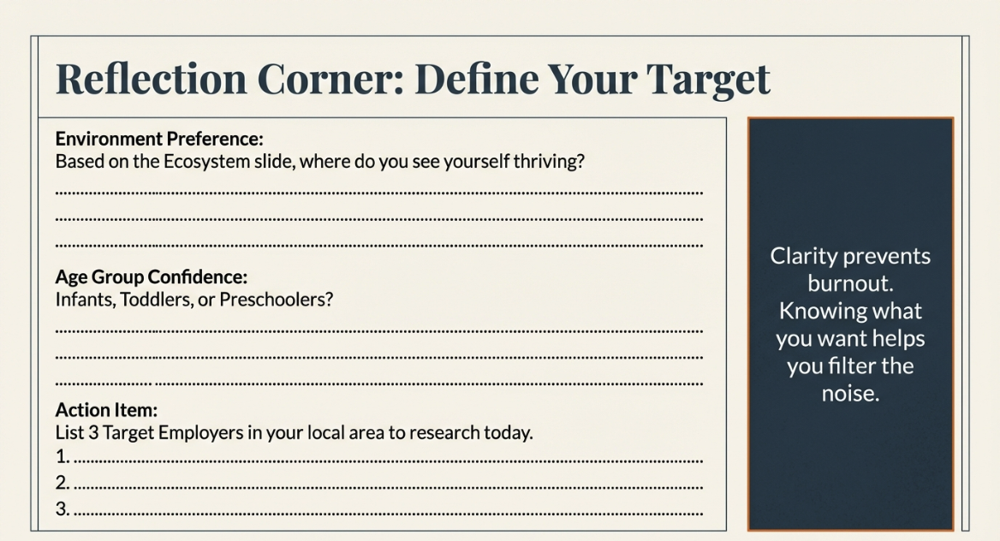 Reflection Corner: Define Your Target
Environment Preference:
Based on the Ecosystem slide, where do you see yourself thriving?
Age Group Confidence:
Infants, Toddlers, or Preschoolers?
Action Item:
List 3 Target Employers in your local area to research today.
1.
2.
3.
Clarity prevents
burnout.
Knowing what
you want helps
you filter the
noise.